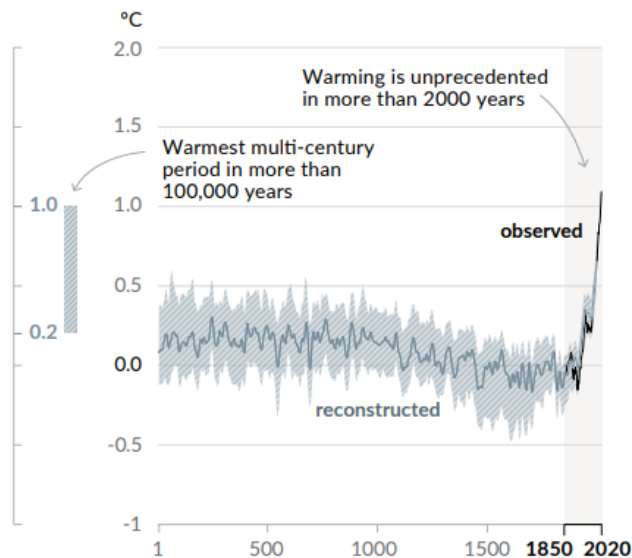 °C
2.0
Warming is unprecedented
in more than 2000 years
1.5
Warmest multi-century
period in more than
100,000 years
1.0
1.0
observed
0.5
0.2
0.0
reconstructed
-0.5
-1
1 500 1000 1500 1850 2020